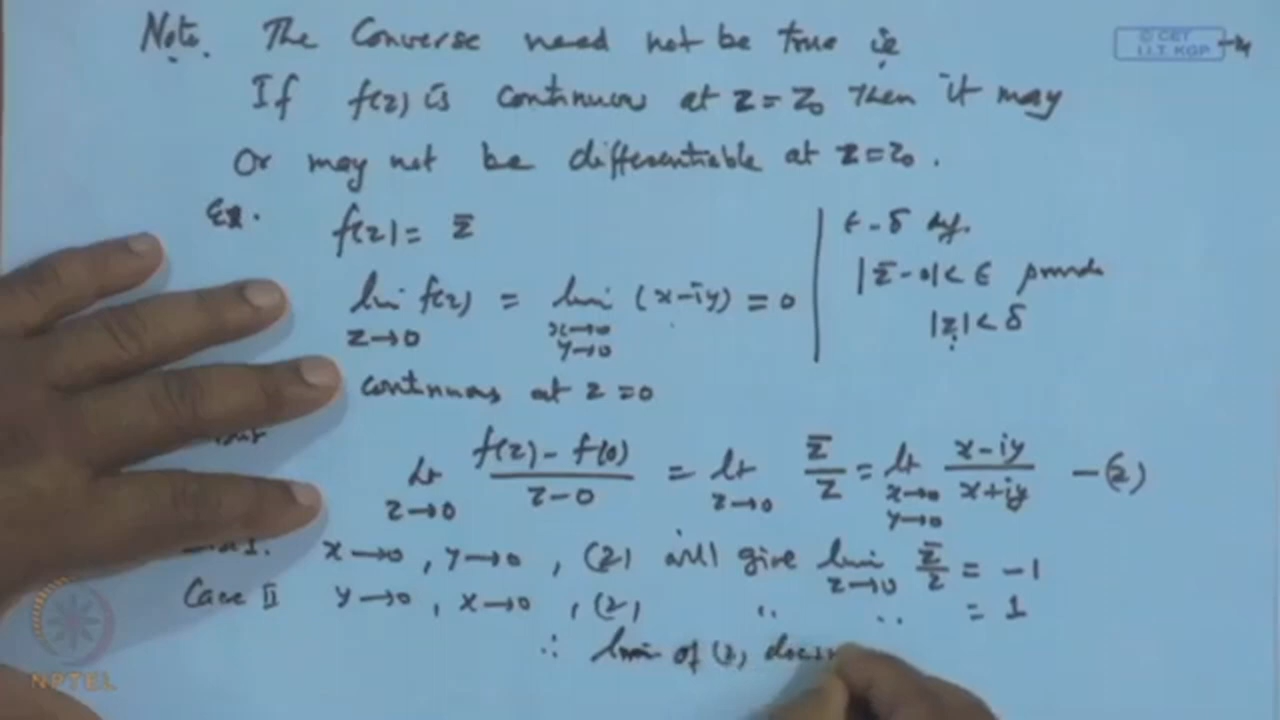 Note. The Converse need not be true ie
© CET
I.I.T. KGP
If f(z) is continuous at z = z₀ then it may
or may not be differentiable at z = z₀.
Ex. f(z) = z̄
ϵ-δ def.
|z̄-0| < ϵ provide
|z| < δ
lim z→0 f(z) = lim x→0 y→0 (x-iy) = 0
continuous at z = 0
lt z→0 (f(z) - f(0))/(z-0) = lt z→0 z̄/z = lt x→0 y→0 (x-iy)/(x+iy) —(2)
I. x→0, y→0, (2) will give lim z→0 z̄/z = -1
Case II y→0, x→0, (2) " " = 1
∴ lim of (2) does
NPTEL